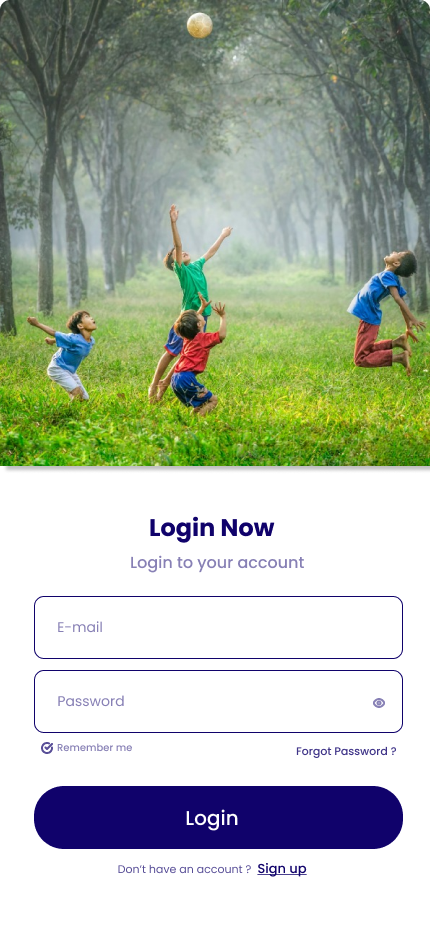 Login Now
Login to your account
E-mail
Password
Remember me
Forgot Password ?
Login
Don't have an account ? Sign up